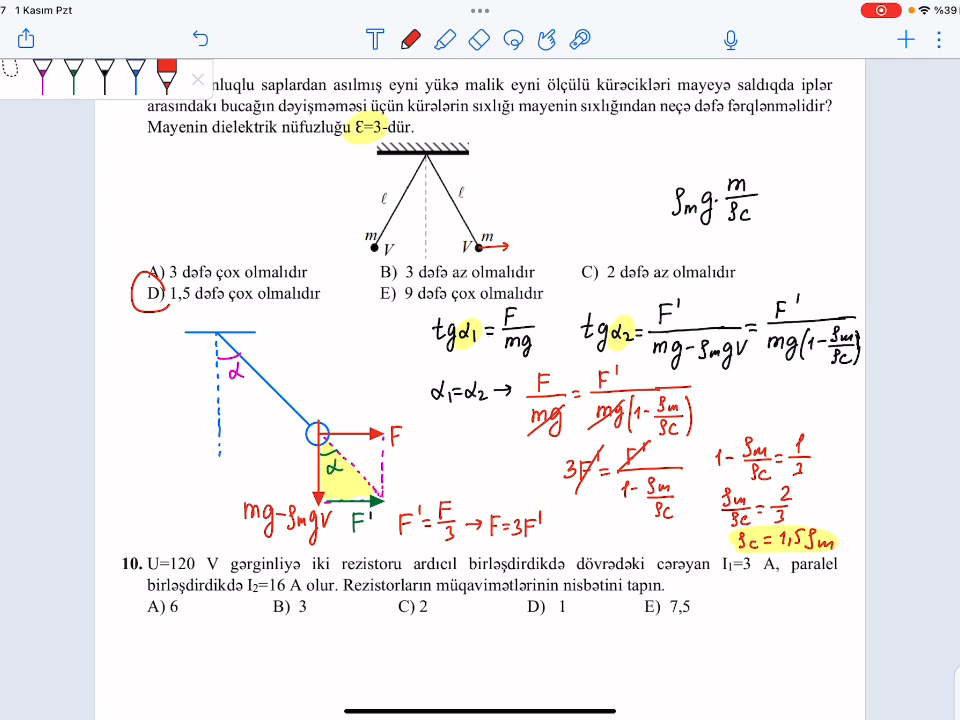 7 1 Kasım Pzt
%39
nluqlu saplardan asılmış eyni yükə malik eyni ölçülü kürəcikləri mayeyə saldıqda iplər
arasındakı bucağın dəyişməməsi üçün kürələrin sıxlığı mayenin sıxlığından neçə dəfə fərqlənməlidir?
Mayenin dielektrik nüfuzluğu Ɛ=3-dür.
ℓ ℓ
m V V m
ρm g · m/ρc
A) 3 dəfə çox olmalıdır B) 3 dəfə az olmalıdır C) 2 dəfə az olmalıdır
D) 1,5 dəfə çox olmalıdır E) 9 dəfə çox olmalıdır
tgα1 = F/mg tgα2 = F'/(mg-ρmgV) = F'/(mg(1-ρm/ρc))
α
α1=α2 → F/mg = F'/(mg(1-ρm/ρc))
F
α
3F' = F'/(1-ρm/ρc)
1-ρm/ρc = 1/3
ρm/ρc = 2/3
mg-ρmgV F' F' = F/3 → F=3F'
ρc = 1,5ρm
10. U=120 V gərginliyə iki rezistoru ardıcıl birləşdirdikdə dövrədəki cərəyan I1=3 A, paralel
birləşdirdikdə I2=16 A olur. Rezistorların müqavimətlərinin nisbətini tapın.
A) 6 B) 3 C) 2 D) 1 E) 7,5